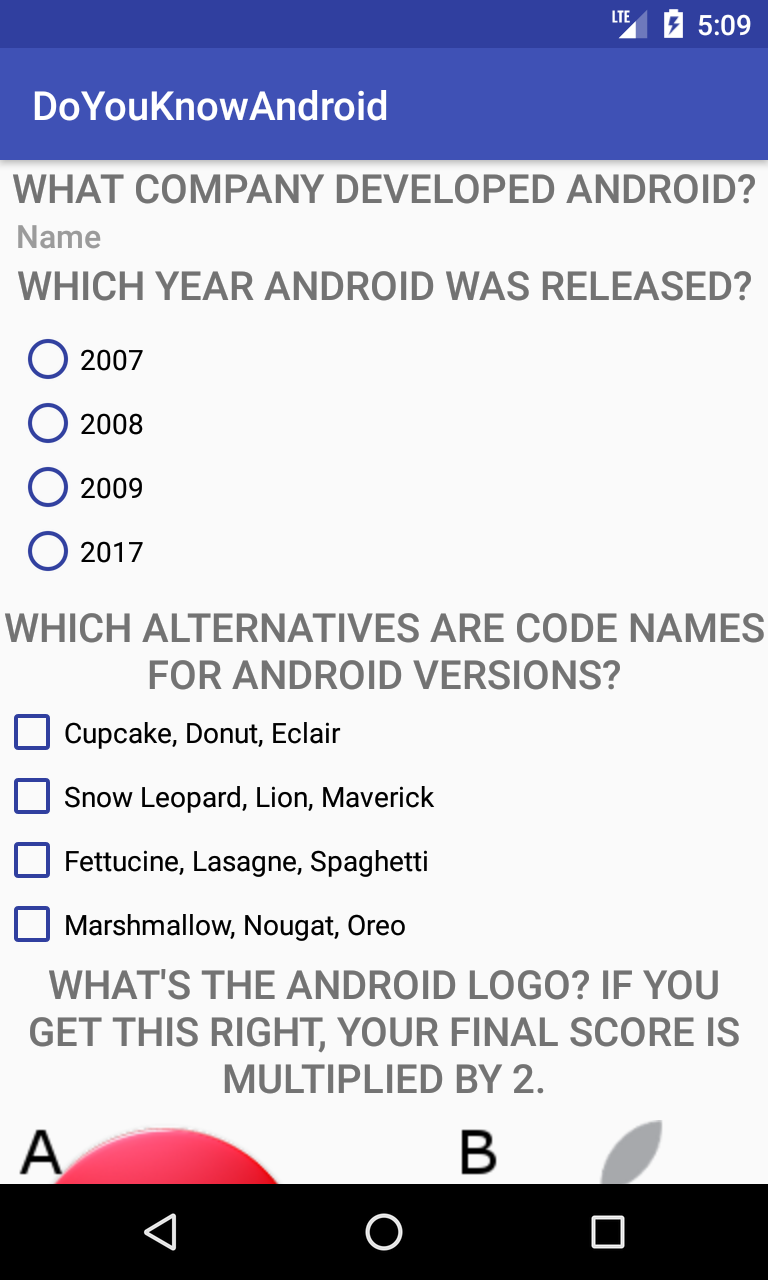 LTE 5:09
DoYouKnowAndroid
WHAT COMPANY DEVELOPED ANDROID?
Name
WHICH YEAR ANDROID WAS RELEASED?
2007
2008
2009
2017
WHICH ALTERNATIVES ARE CODE NAMES
FOR ANDROID VERSIONS?
Cupcake, Donut, Eclair
Snow Leopard, Lion, Maverick
Fettucine, Lasagne, Spaghetti
Marshmallow, Nougat, Oreo
WHAT'S THE ANDROID LOGO? IF YOU
GET THIS RIGHT, YOUR FINAL SCORE IS
MULTIPLIED BY 2.
A B